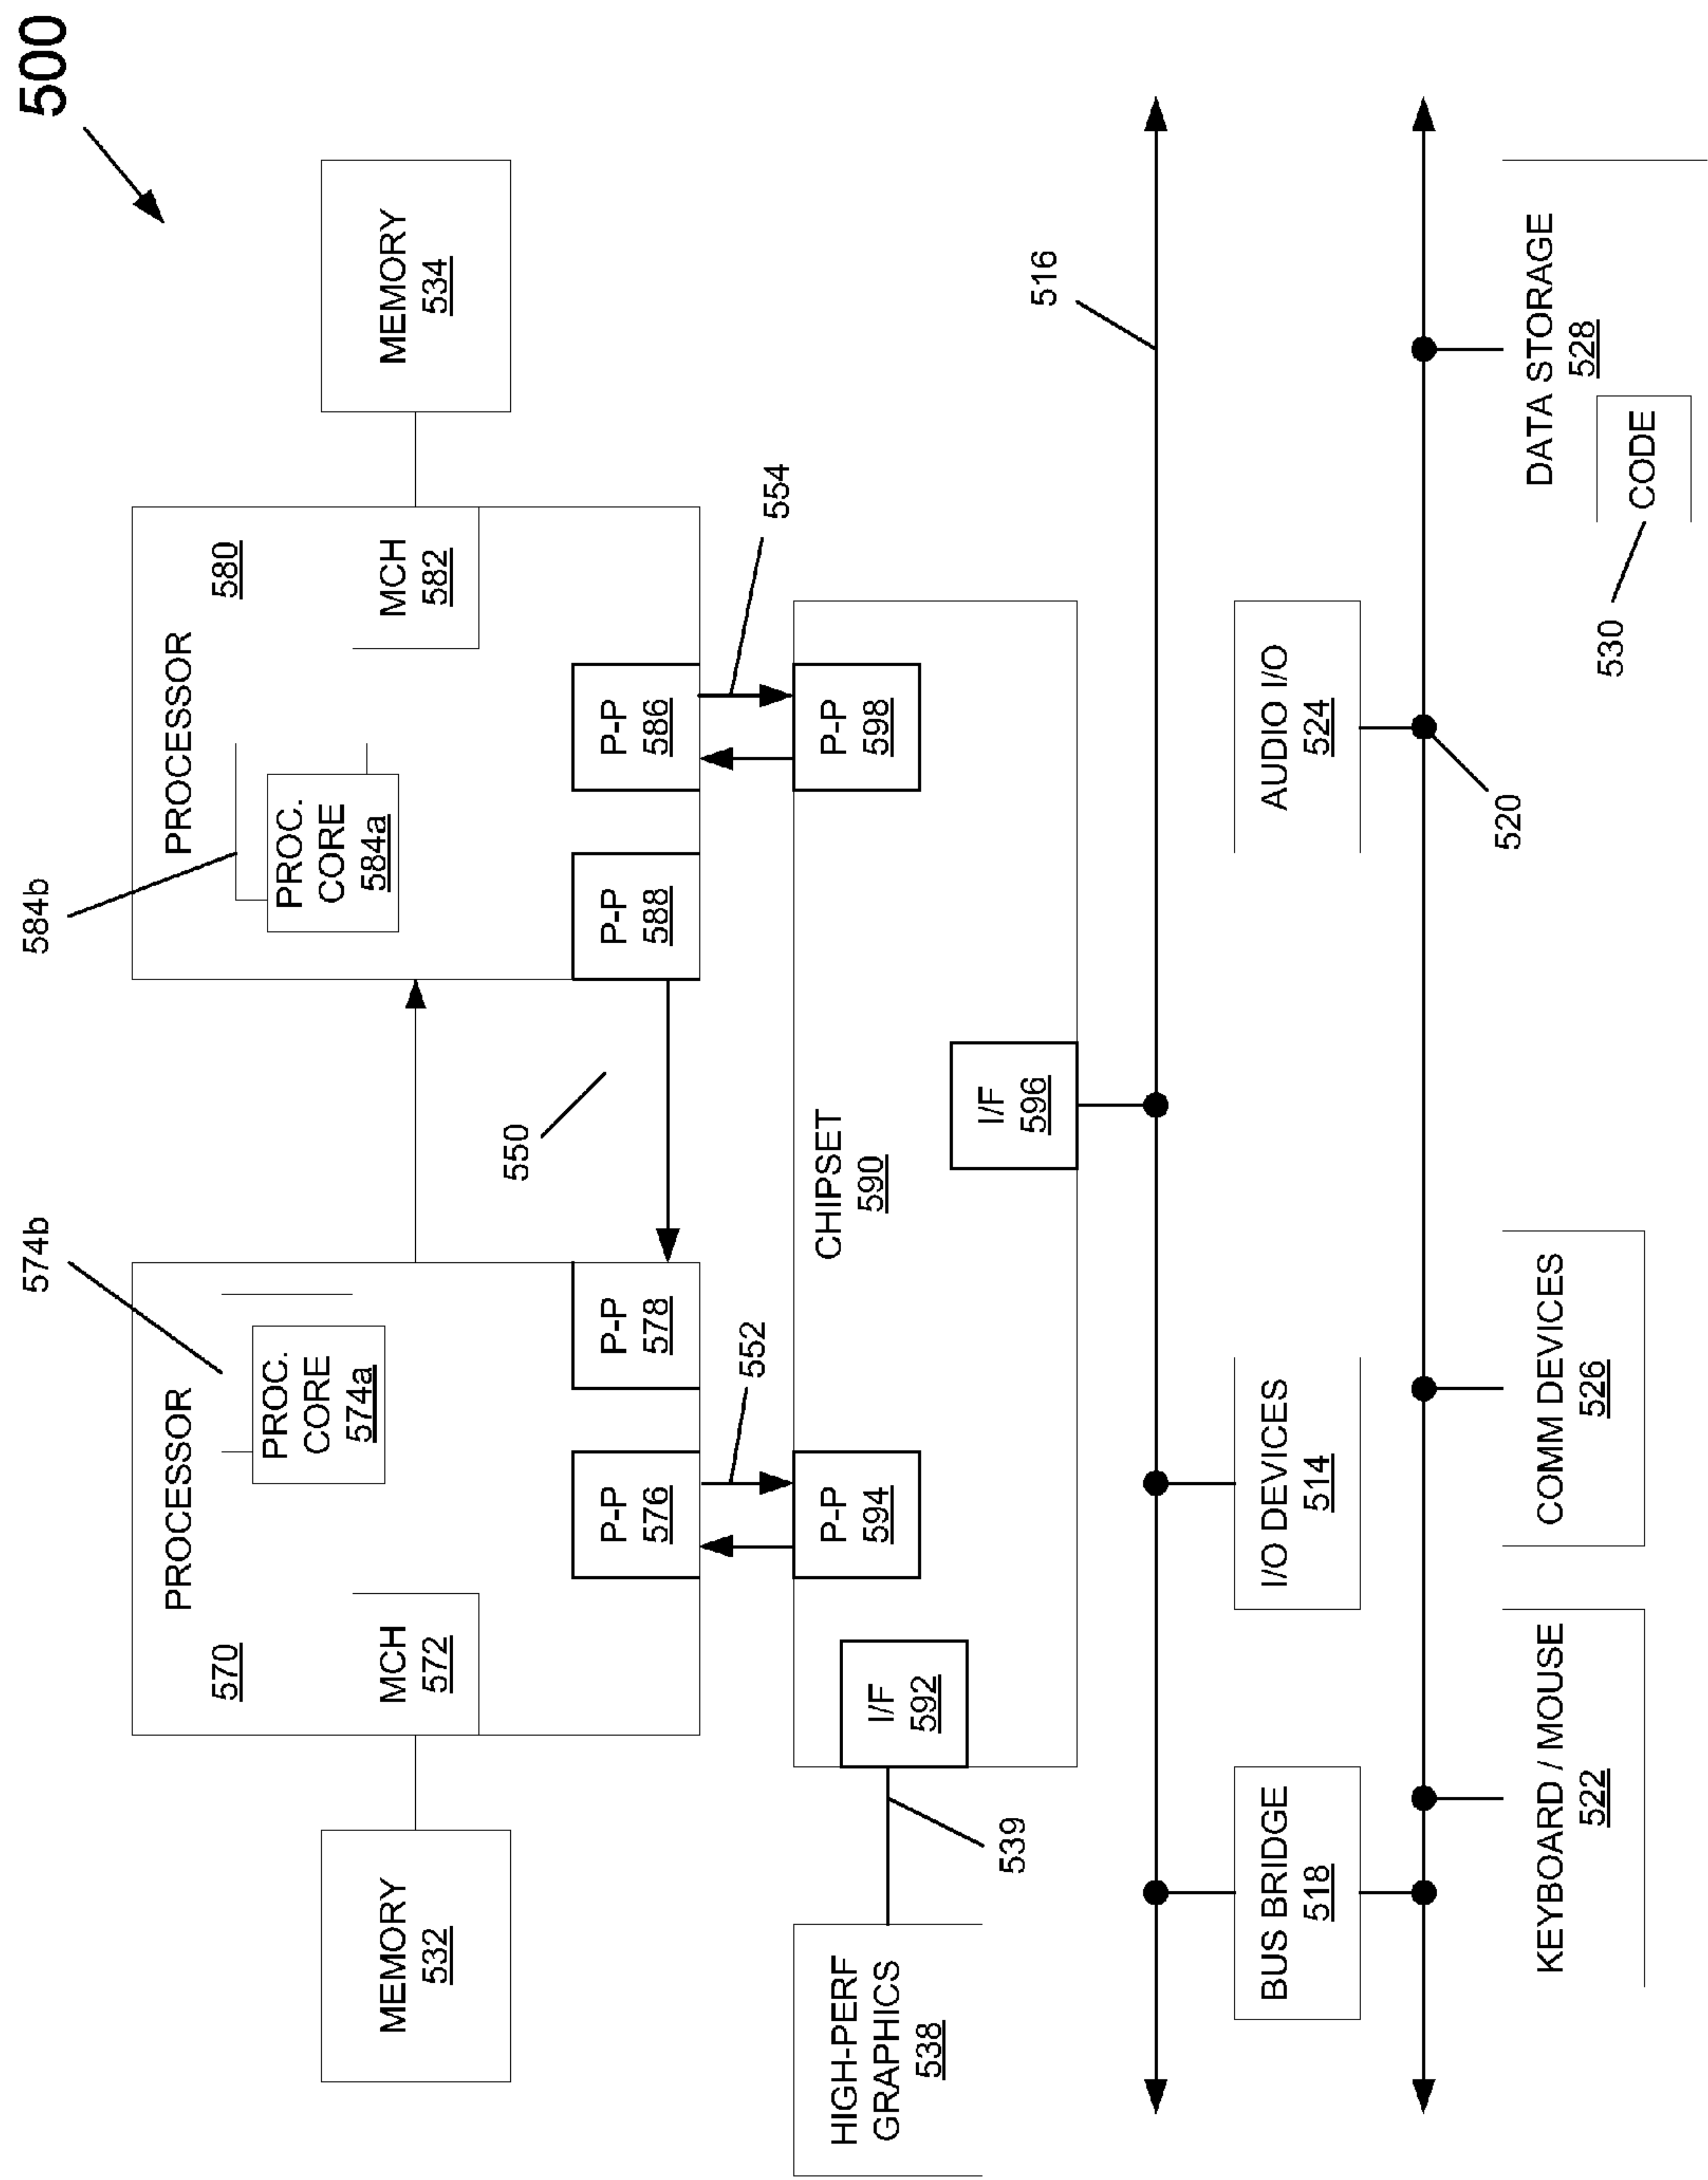 500
574b
584b
PROCESSOR
570
PROC.
CORE
574a
MCH
572
MEMORY
532
P-P
576
P-P
578
PROCESSOR
580
PROC.
CORE
584a
MCH
582
MEMORY
534
P-P
588
P-P
586
550
552
554
HIGH-PERF
GRAPHICS
538
539
I/F
592
P-P
594
CHIPSET
590
P-P
598
I/F
596
516
BUS BRIDGE
518
I/O DEVICES
514
AUDIO I/O
524
520
KEYBOARD / MOUSE
522
COMM DEVICES
526
DATA STORAGE
528
530
CODE